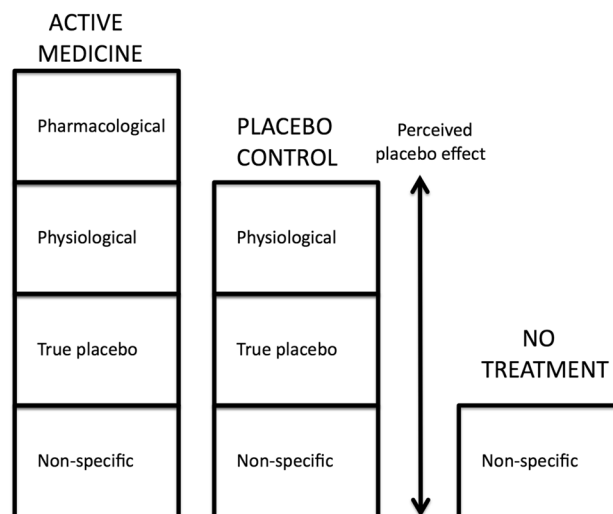 ACTIVE
MEDICINE
Pharmacological
Physiological
True placebo
Non-specific
PLACEBO
CONTROL
Physiological
True placebo
Non-specific
Perceived
placebo effect
NO
TREATMENT
Non-specific